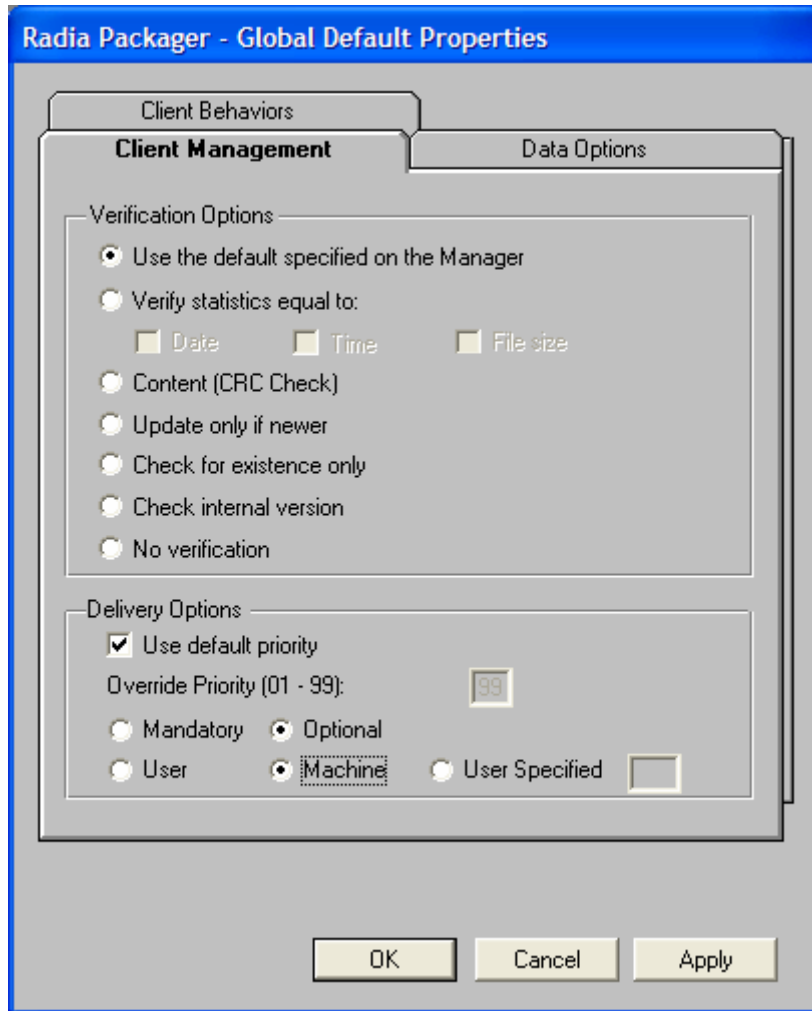 Radia Packager - Global Default Properties
Client Behaviors
Client Management
Data Options
Verification Options
Use the default specified on the Manager
Verify statistics equal to:
Date Time File size
Content (CRC Check)
Update only if newer
Check for existence only
Check internal version
No verification
Delivery Options
Use default priority
Override Priority (01 - 99): 99
Mandatory Optional
User Machine User Specified
OK Cancel Apply